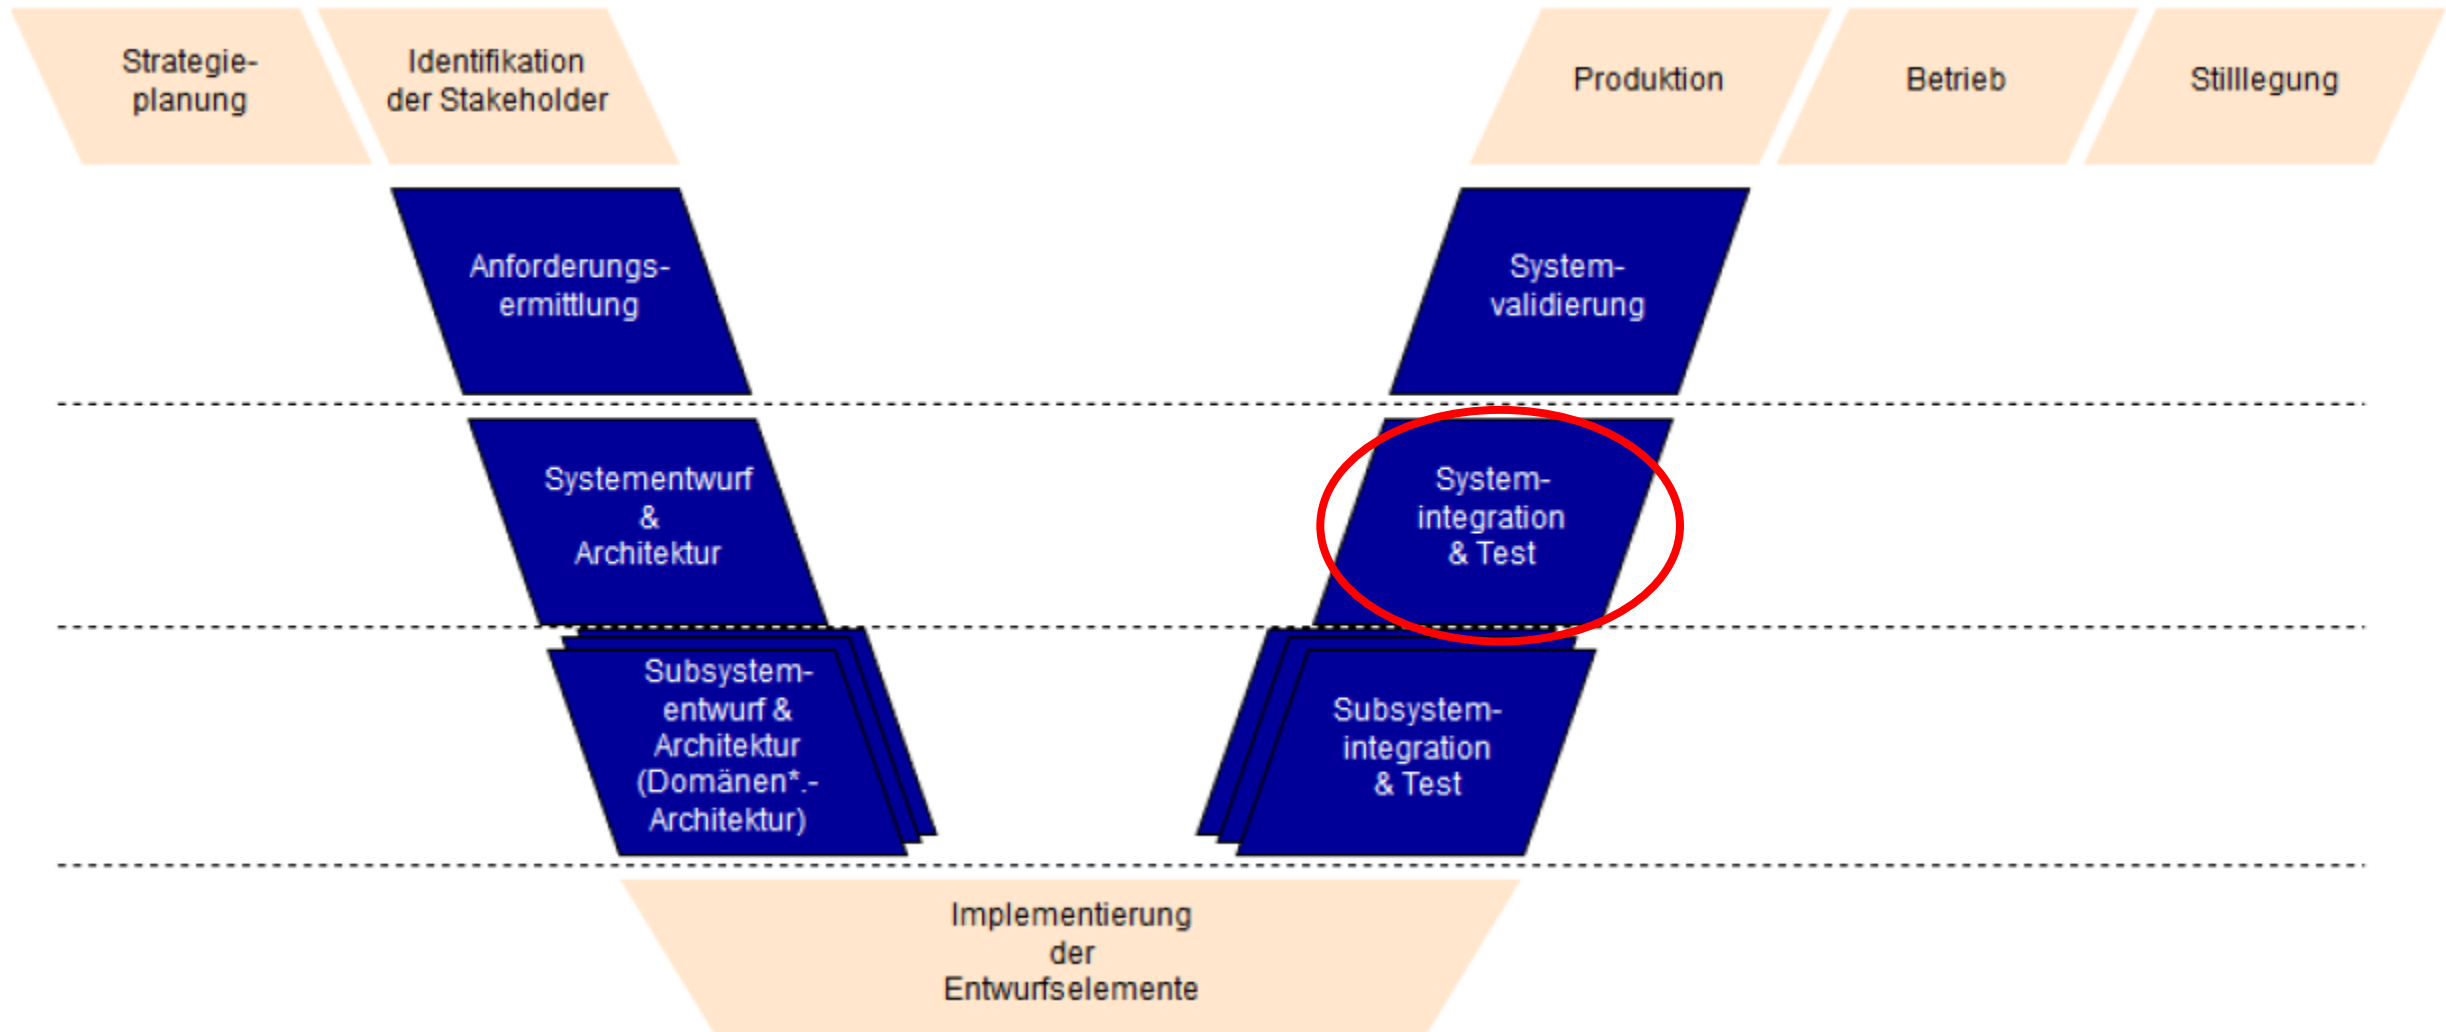 Strategie-
planung
Identifikation
der Stakeholder
Produktion
Betrieb
Stilllegung
Anforderungs-
ermittlung
System-
validierung
Systementwurf
&
Architektur
System-
integration
& Test
Subsystem-
entwurf &
Architektur
(Domänen*.-
Architektur)
Subsystem-
integration
& Test
Implementierung
der
Entwurfselemente